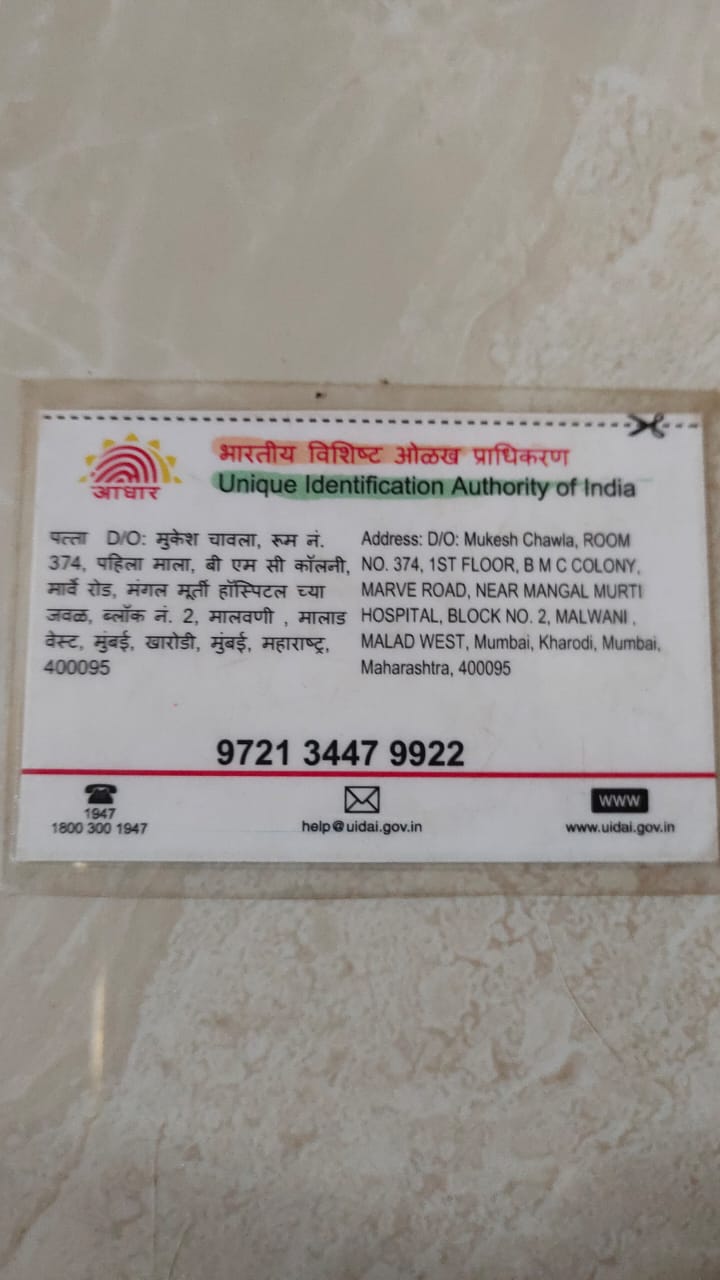 भारतीय विशिष्ट ओळख प्राधिकरण
Unique Identification Authority of India
आधार
पत्ता D/O: मुकेश चावला, रूम नं.
374, पहिला माला, बी एम सी कॉलनी,
मार्वे रोड, मंगल मूर्ती हॉस्पिटल च्या
जवळ, ब्लॉक नं. 2, मालवणी , मालाड
वेस्ट, मुंबई, खारोडी, मुंबई, महाराष्ट्र,
400095
Address: D/O: Mukesh Chawla, ROOM
NO. 374, 1ST FLOOR, B M C COLONY,
MARVE ROAD, NEAR MANGAL MURTI
HOSPITAL, BLOCK NO. 2, MALWANI ,
MALAD WEST, Mumbai, Kharodi, Mumbai,
Maharashtra, 400095
9721 3447 9922
1947
1800 300 1947
help@uidai.gov.in
WWW
www.uidai.gov.in